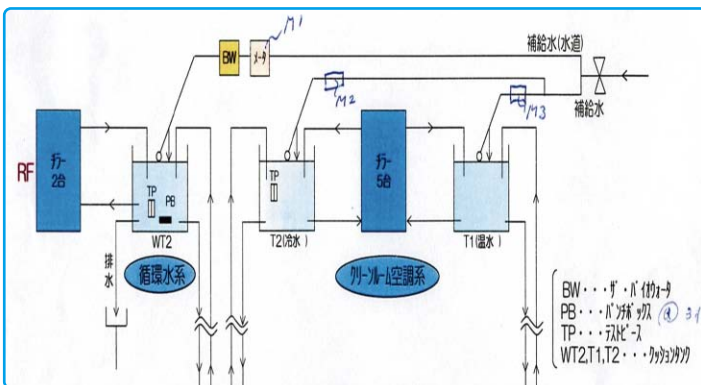 M1
補給水(水道)
BW
メータ
M2
M3
補給水
RF
チラー
2台
TP
PB
WT2
TP
T2(冷水)
チラー
5台
T1(温水)
排水
循環水系
クリーンルーム空調系
BW・・・ザ・バイオウォータ
PB・・・パンチボックス
TP・・・テストピース
WT2,T1,T2・・・クッションタンク